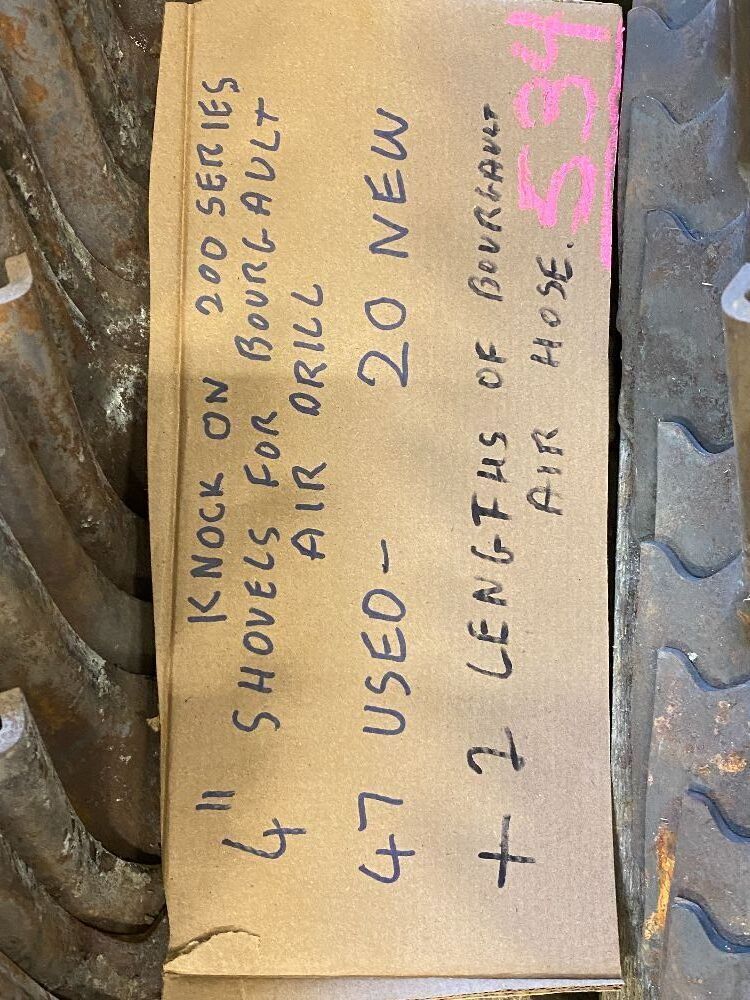 KNOCK ON 200 SERIES
4" SHOVELS FOR BOURGAULT
AIR DRILL
47 USED - 20 NEW
+ 2 LENGTHS OF BOURGAULT
AIR HOSE.
534